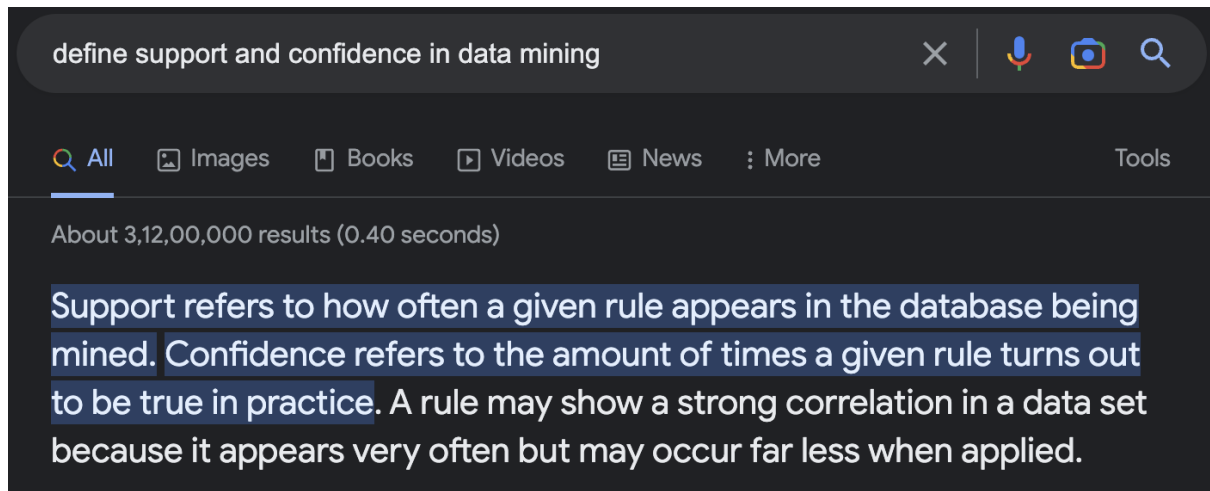 define support and confidence in data mining
All Images Books Videos News More Tools
About 3,12,00,000 results (0.40 seconds)
Support refers to how often a given rule appears in the database being
mined. Confidence refers to the amount of times a given rule turns out
to be true in practice. A rule may show a strong correlation in a data set
because it appears very often but may occur far less when applied.